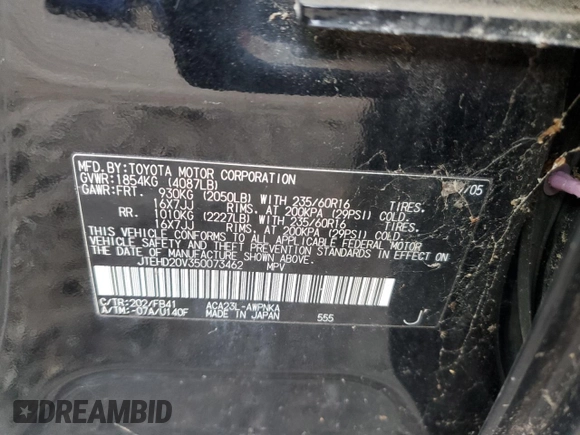 MFD.BY:TOYOTA MOTOR CORPORATION /05
GVWR:1854KG (4087LB)
GAWR:FRT. 930KG (2050LB) WITH 235/60R16 TIRES.
16X7JJ RIMS, AT 200KPA (29PSI) COLD.
RR. 1010KG (2227LB) WITH 235/60R16 TIRES.
16X7JJ RIMS, AT 200KPA (29PSI) COLD.
THIS VEHICLE CONFORMS TO ALL APPLICABLE FEDERAL MOTOR
VEHICLE SAFETY AND THEFT PREVENTION STANDARDS IN EFFECT ON
THE DATE OF MANUFACTURE SHOWN ABOVE.
JTEHD20V350073462 MPV
C/TR:202/FB41 ACA23L-AWPNKA
A/TM:-07A/U140F MADE IN JAPAN 555
DREAMBID